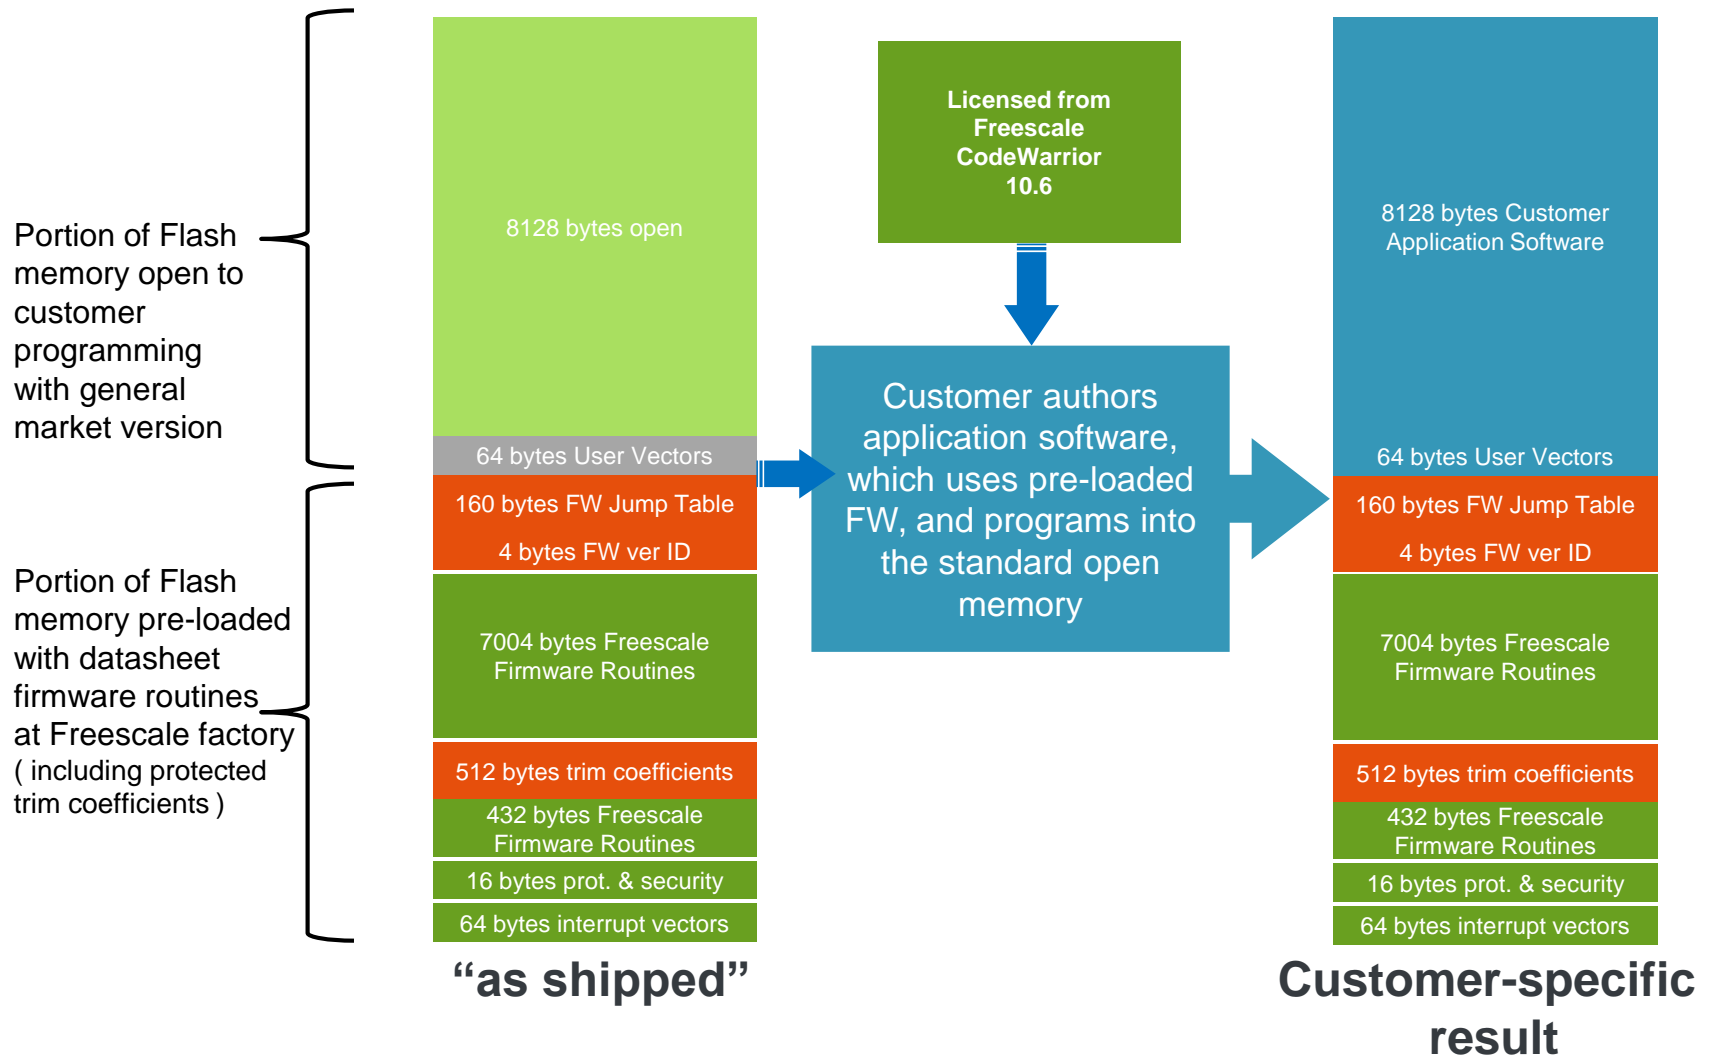 Portion of Flash
memory open to
customer
programming
with general
market version
Portion of Flash
memory pre-loaded
with datasheet
firmware routines
at Freescale factory
( including protected
trim coefficients )
8128 bytes open
64 bytes User Vectors
160 bytes FW Jump Table
4 bytes FW ver ID
7004 bytes Freescale
Firmware Routines
512 bytes trim coefficients
432 bytes Freescale
Firmware Routines
16 bytes prot. & security
64 bytes interrupt vectors
“as shipped”
Licensed from
Freescale
CodeWarrior
10.6
Customer authors
application software,
which uses pre-loaded
FW, and programs into
the standard open
memory
8128 bytes Customer
Application Software
64 bytes User Vectors
160 bytes FW Jump Table
4 bytes FW ver ID
7004 bytes Freescale
Firmware Routines
512 bytes trim coefficients
432 bytes Freescale
Firmware Routines
16 bytes prot. & security
64 bytes interrupt vectors
Customer-specific
result